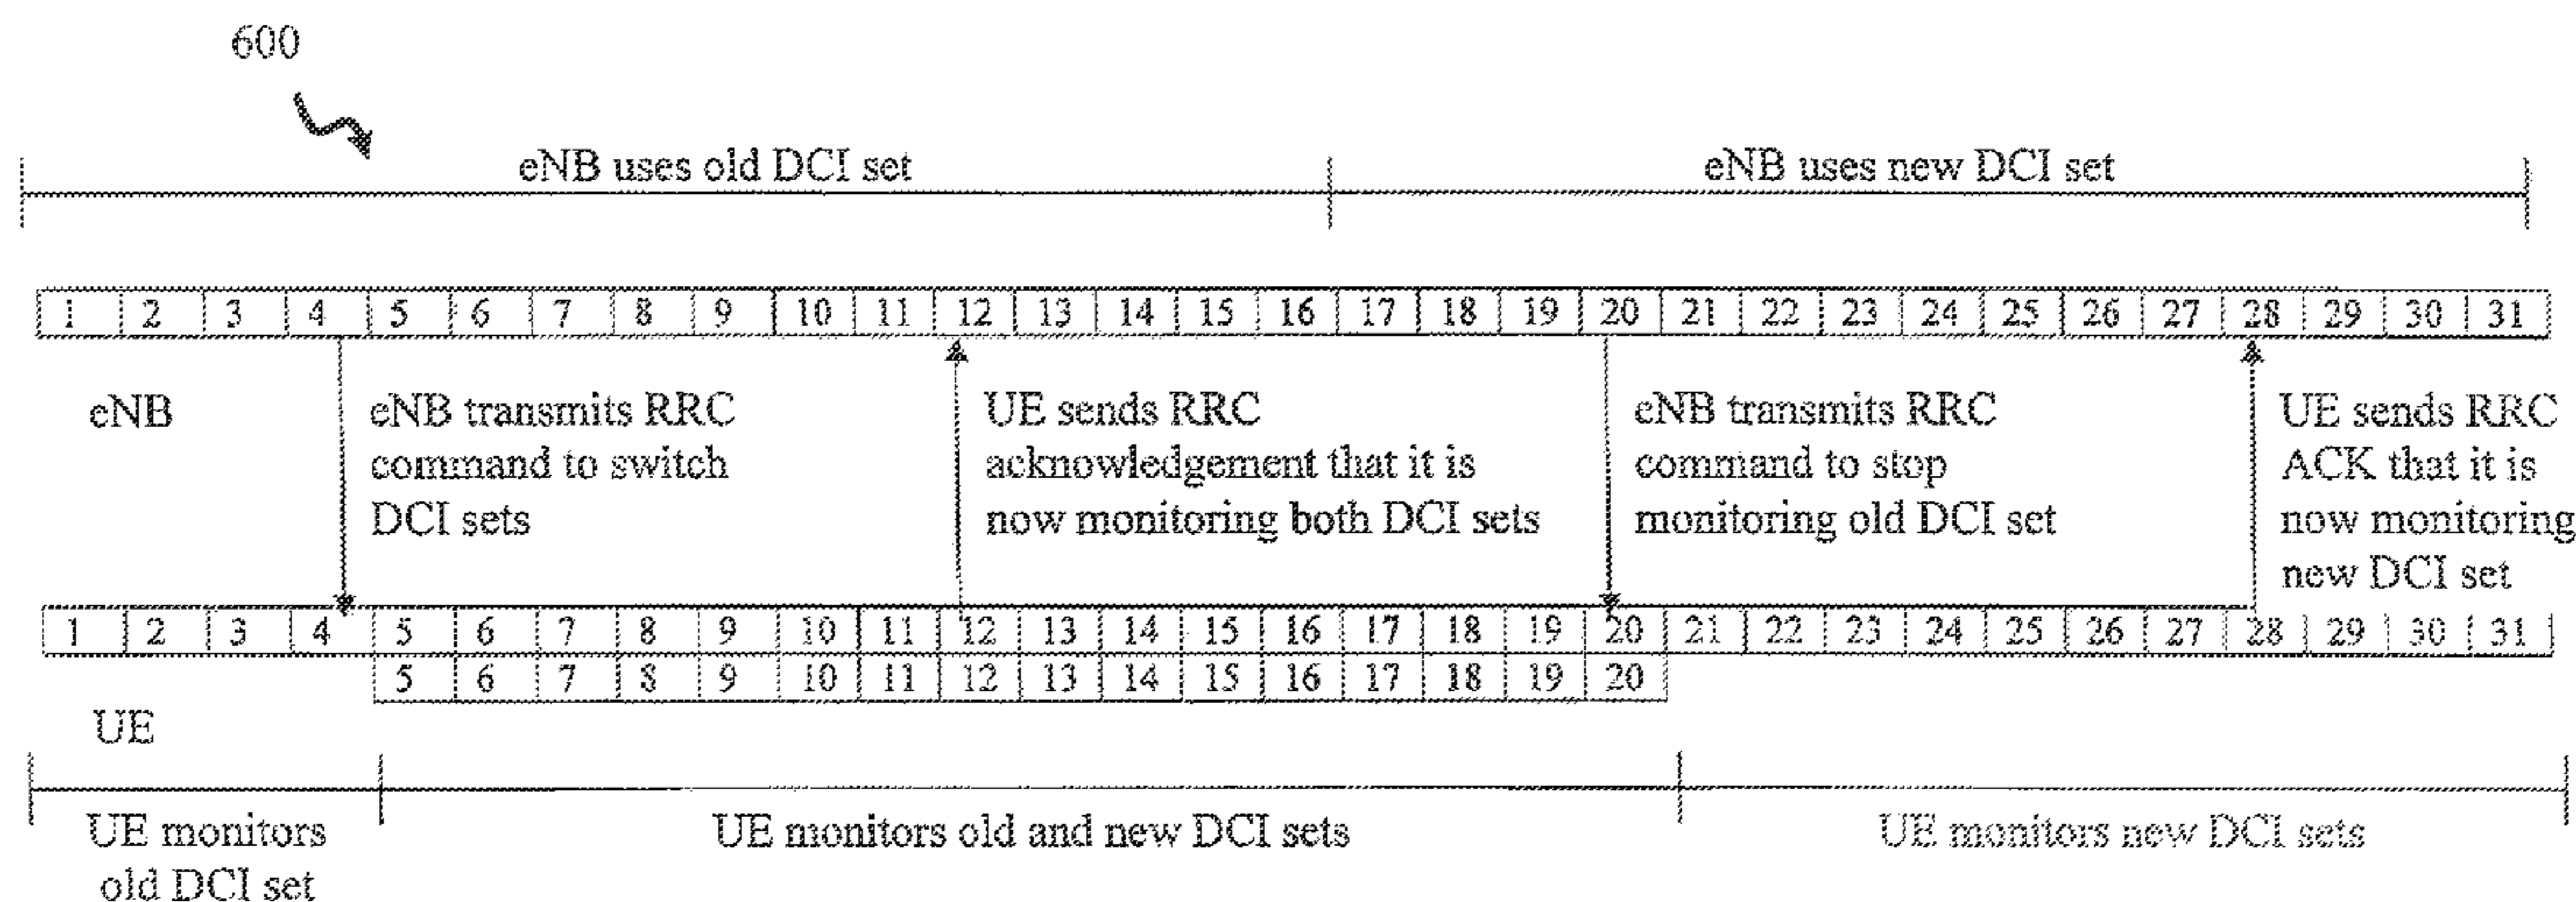 600
eNB uses old DCI set
eNB uses new DCI set
1 2 3 4 5 6 7 8 9 10 11 12 13 14 15 16 17 18 19 20 21 22 23 24 25 26 27 28 29 30 31
eNB
eNB transmits RRC
command to switch
DCI sets
UE sends RRC
acknowledgement that it is
now monitoring both DCI sets
eNB transmits RRC
command to stop
monitoring old DCI set
UE sends RRC
ACK that it is
now monitoring
new DCI set
1 2 3 4 5 6 7 8 9 10 11 12 13 14 15 16 17 18 19 20 21 22 23 24 25 26 27 28 29 30 31
5 6 7 8 9 10 11 12 13 14 15 16 17 18 19 20
UE
UE monitors
old DCI set
UE monitors old and new DCI sets
UE monitors new DCI sets